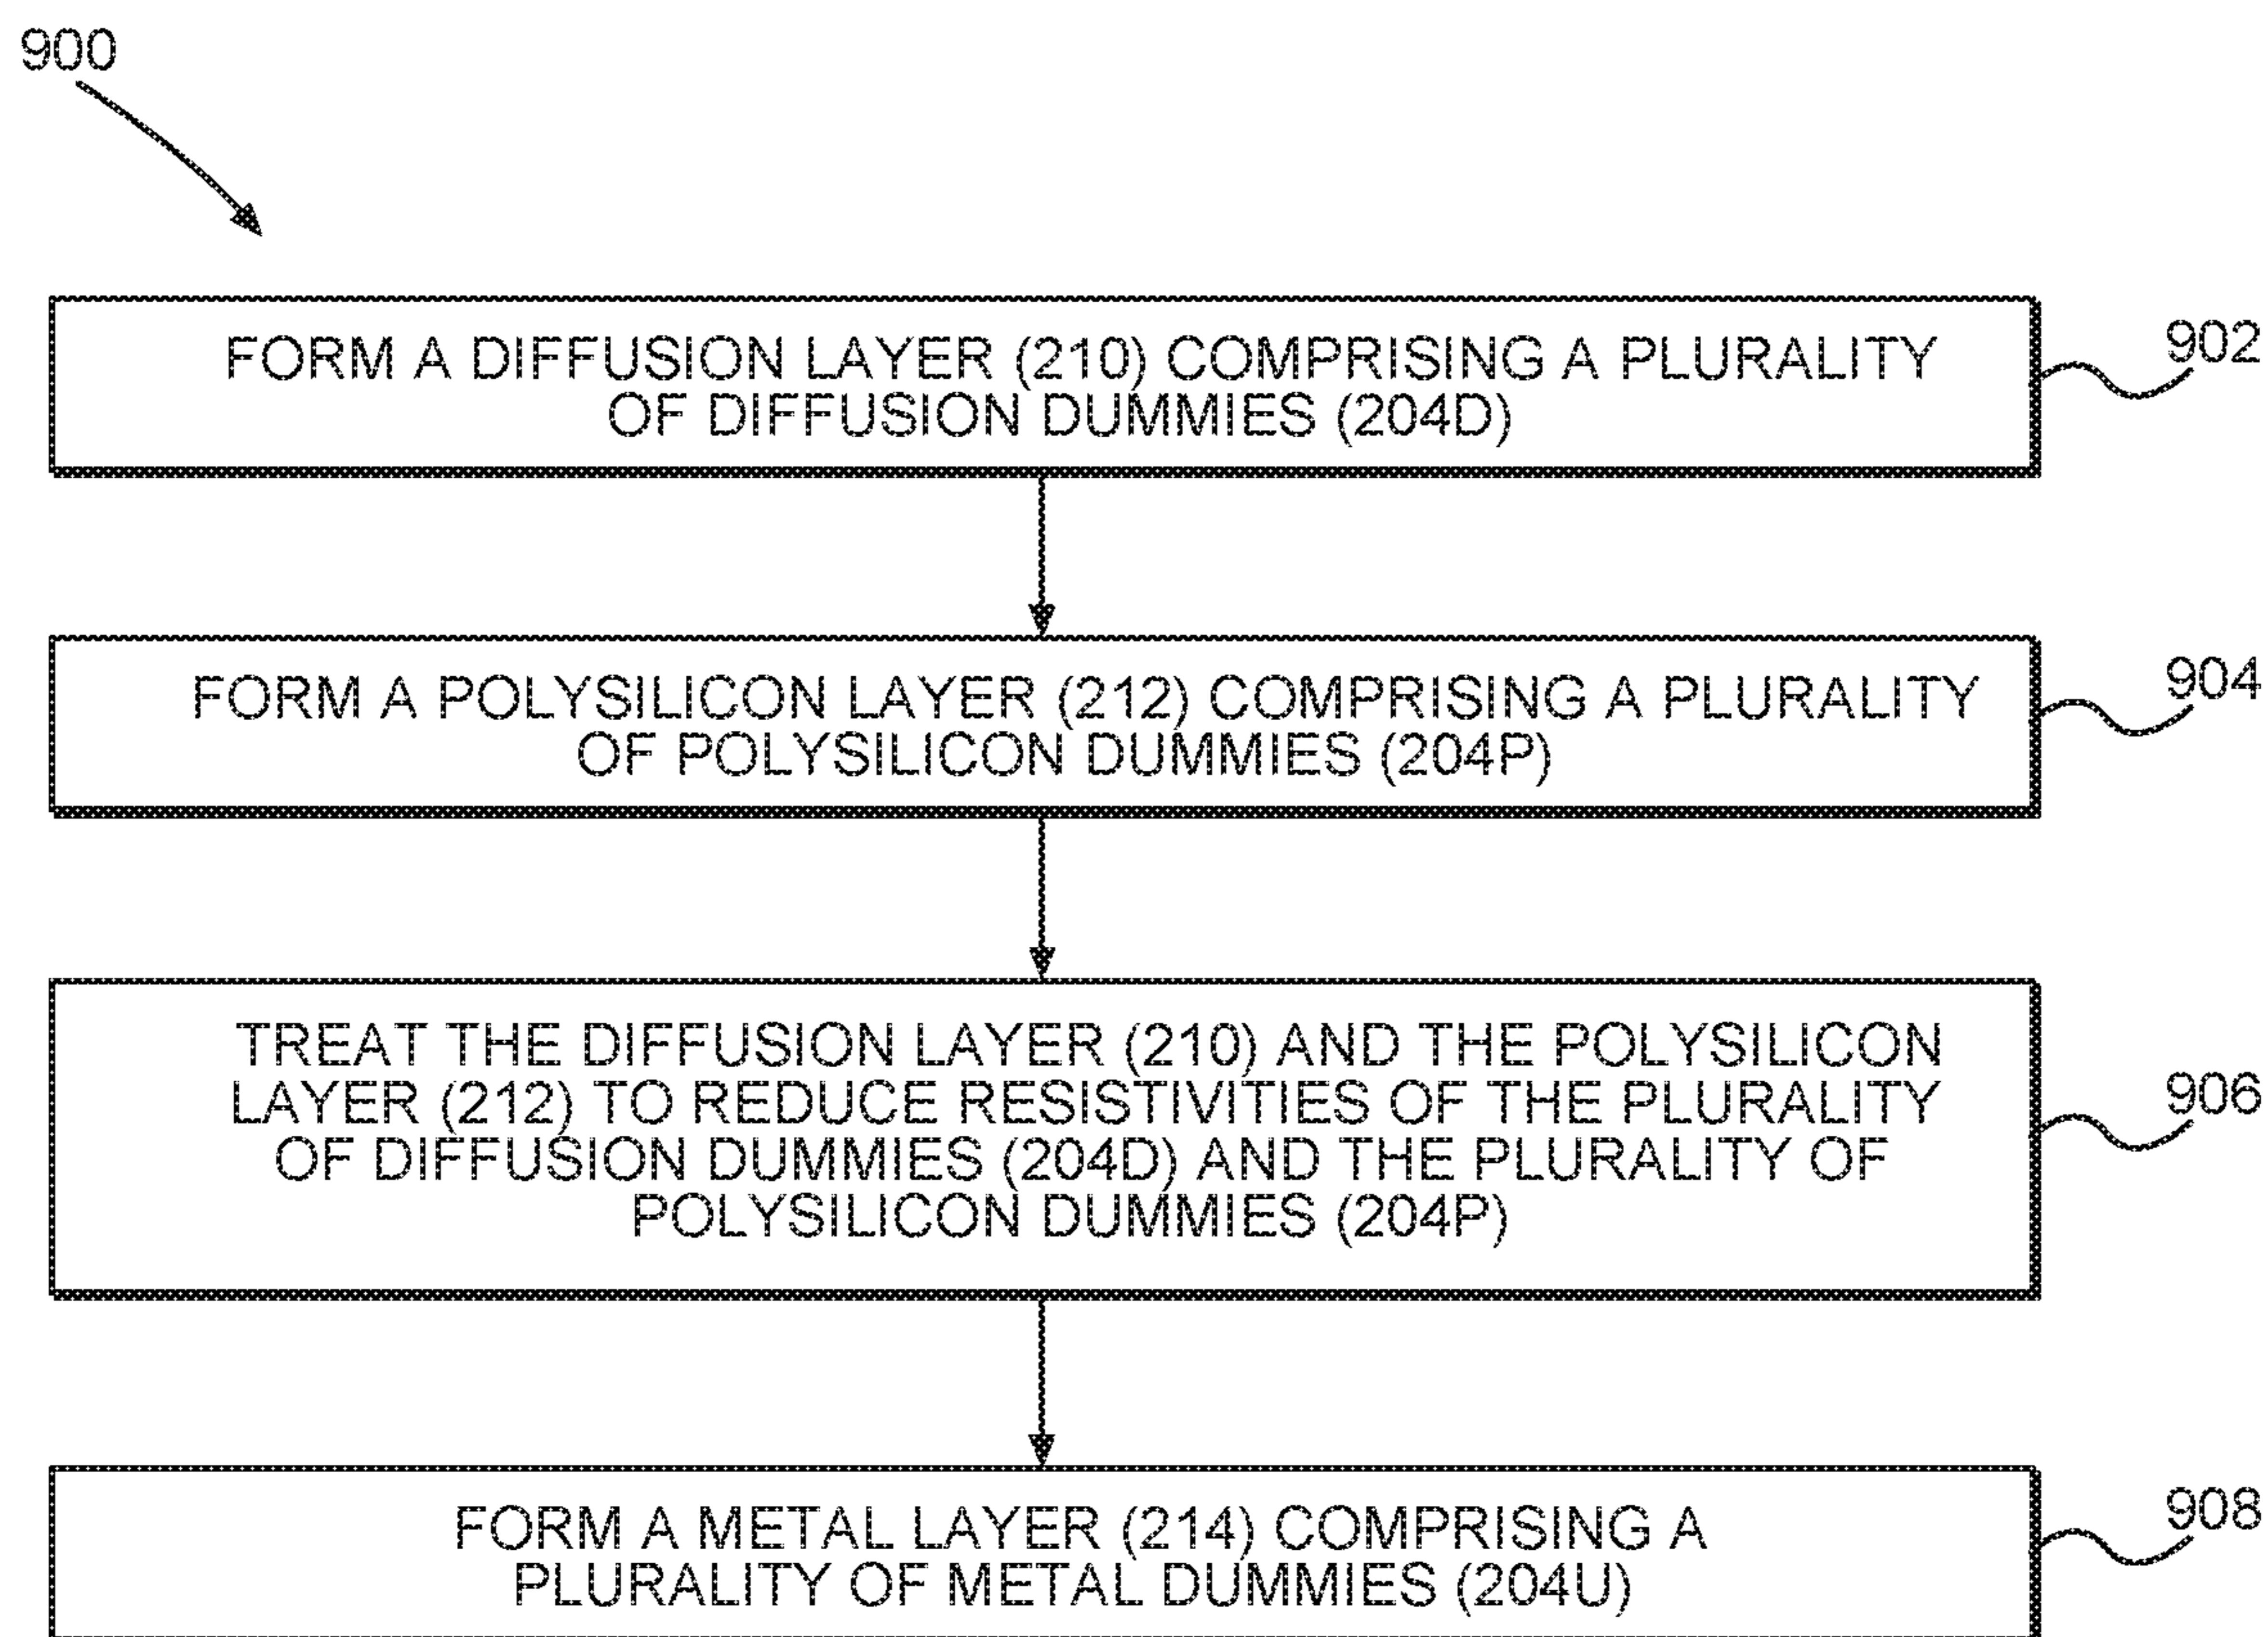 900
FORM A DIFFUSION LAYER (210) COMPRISING A PLURALITY
OF DIFFUSION DUMMIES (204D)
902
FORM A POLYSILICON LAYER (212) COMPRISING A PLURALITY
OF POLYSILICON DUMMIES (204P)
904
TREAT THE DIFFUSION LAYER (210) AND THE POLYSILICON
LAYER (212) TO REDUCE RESISTIVITIES OF THE PLURALITY
OF DIFFUSION DUMMIES (204D) AND THE PLURALITY OF
POLYSILICON DUMMIES (204P)
906
FORM A METAL LAYER (214) COMPRISING A
PLURALITY OF METAL DUMMIES (204U)
908